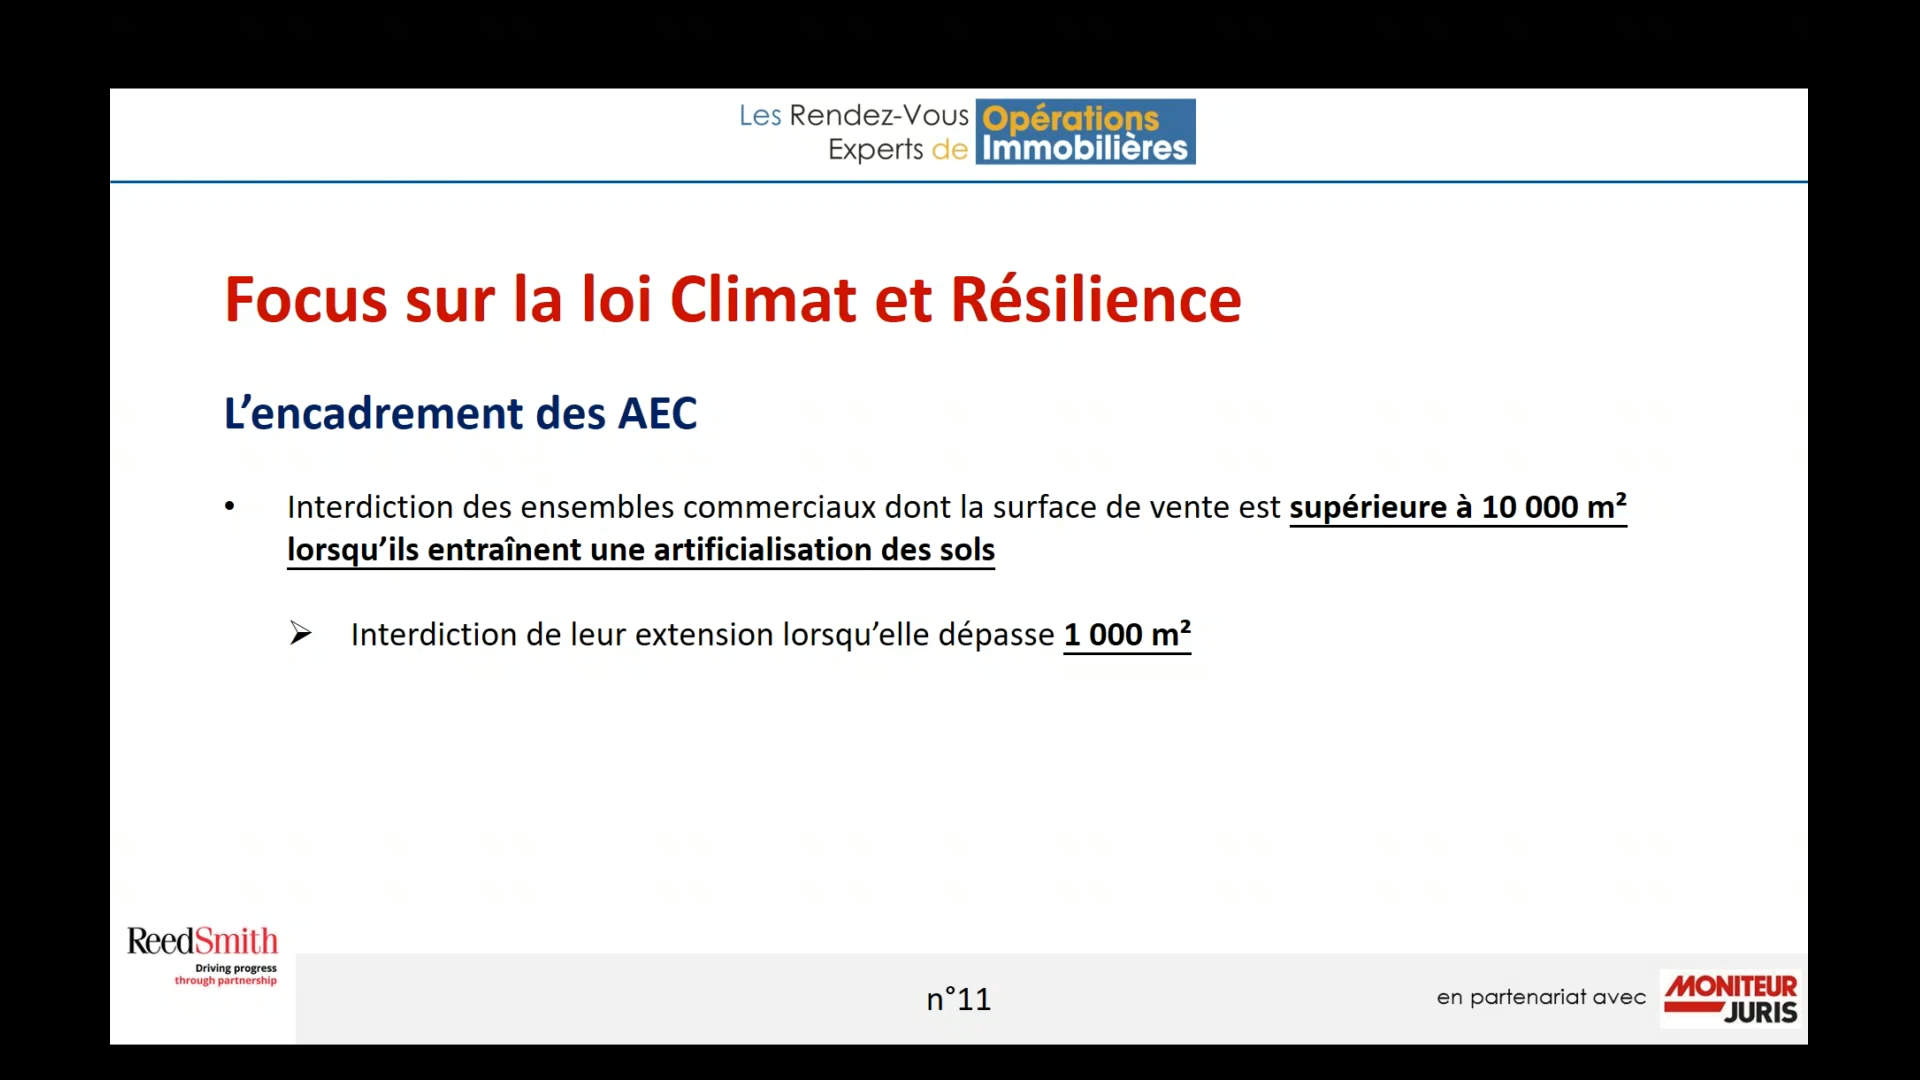 Les Rendez-Vous Opérations
Experts de Immobilières
Focus sur la loi Climat et Résilience
L’encadrement des AEC
• Interdiction des ensembles commerciaux dont la surface de vente est supérieure à 10 000 m²
lorsqu’ils entraînent une artificialisation des sols
➢ Interdiction de leur extension lorsqu’elle dépasse 1 000 m²
ReedSmith
Driving progress
through partnership
n°11
en partenariat avec
MONITEUR
JURIS